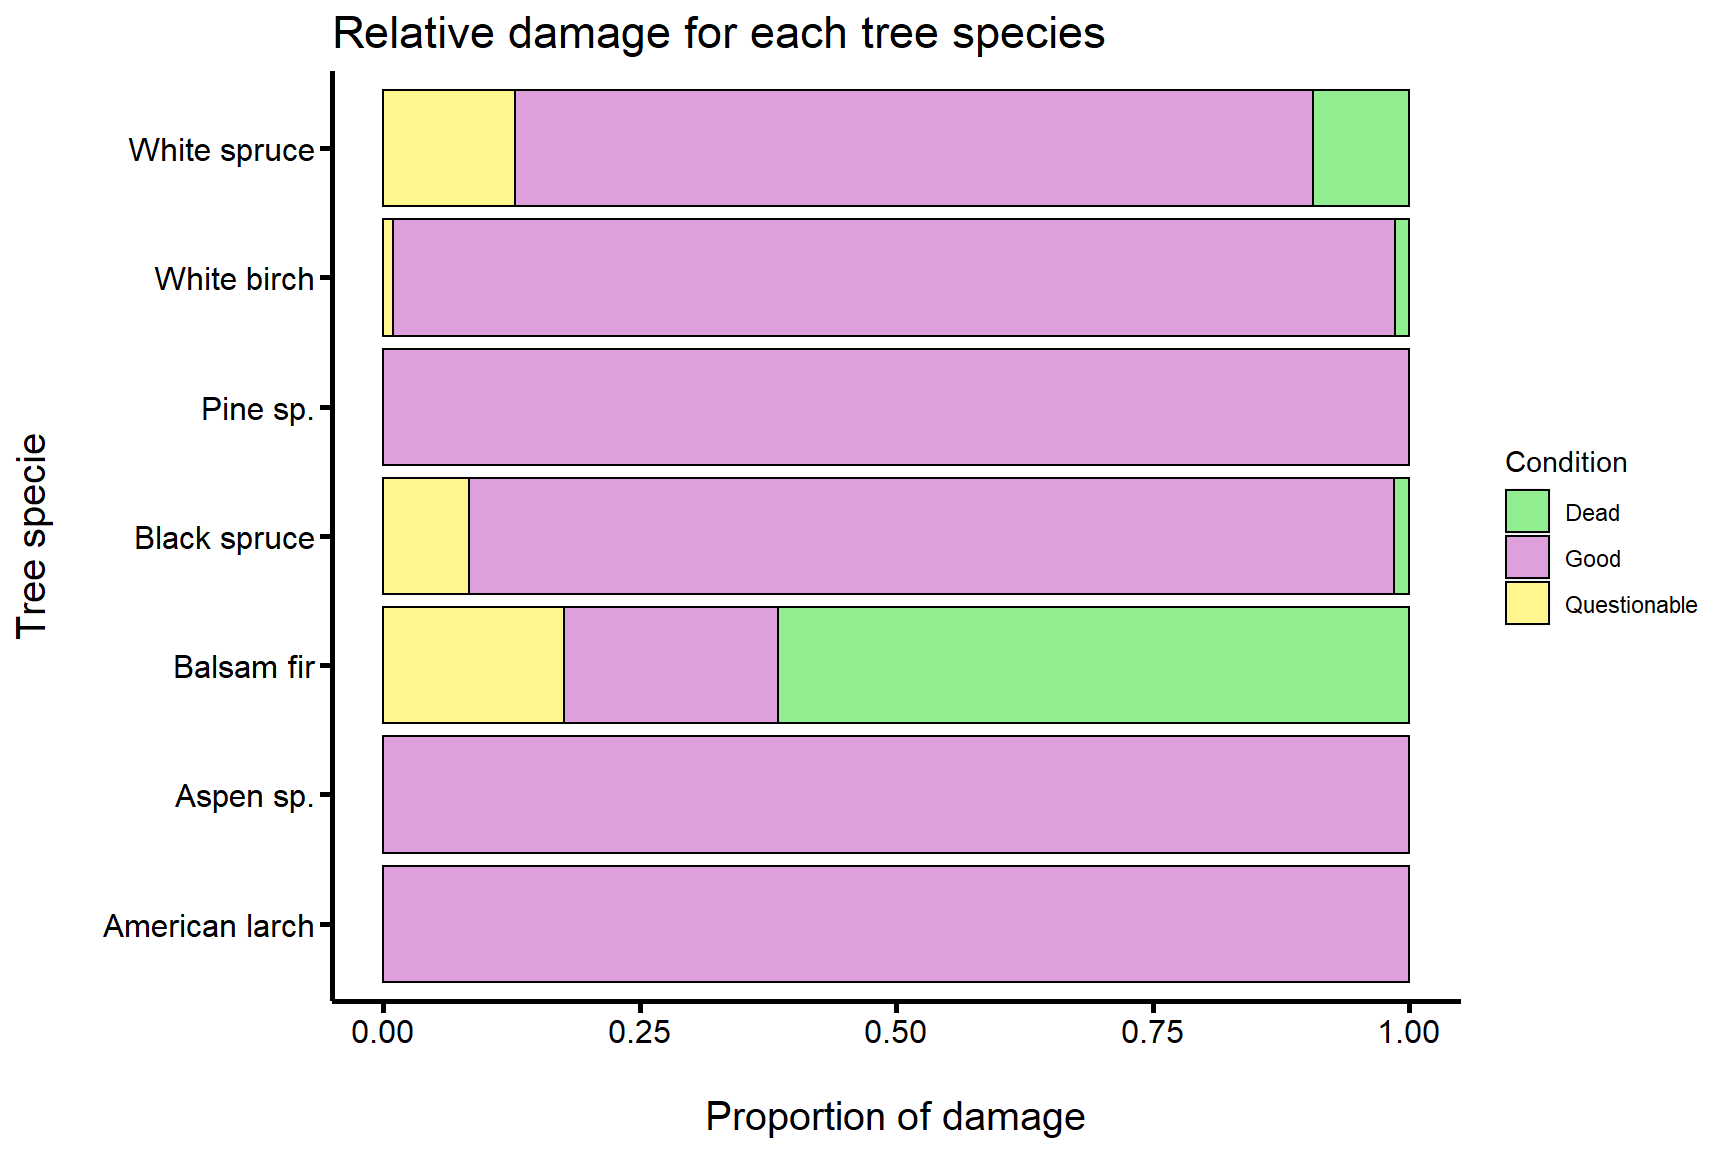 Relative damage for each tree species
White spruce
White birch
Pine sp.
Black spruce
Balsam fir
Aspen sp.
American larch
Tree specie
0.00 0.25 0.50 0.75 1.00
Proportion of damage
Condition
Dead
Good
Questionable